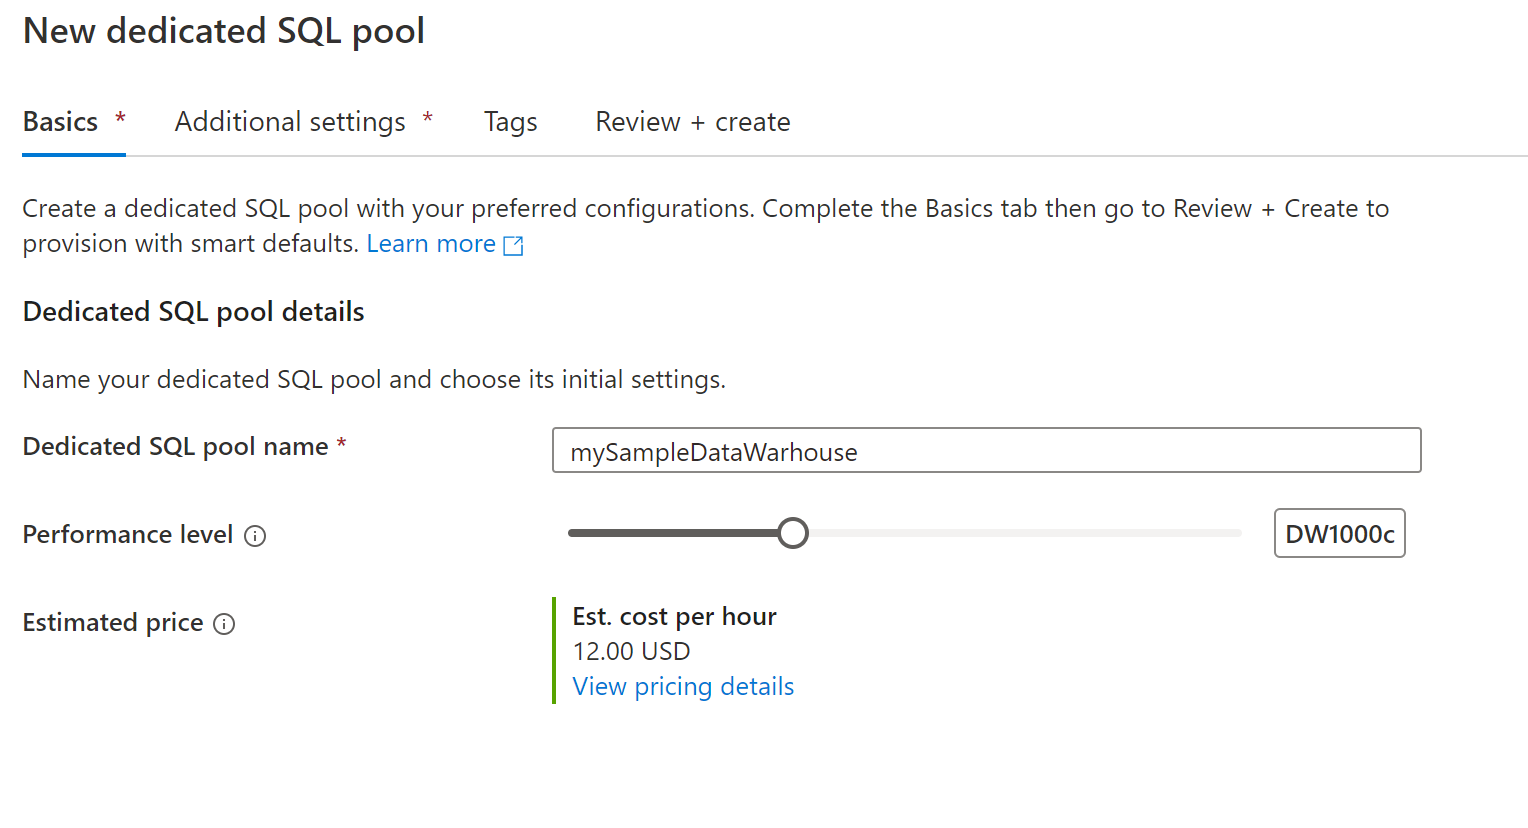 New dedicated SQL pool
Basics * Additional settings * Tags Review + create
Create a dedicated SQL pool with your preferred configurations. Complete the Basics tab then go to Review + Create to
provision with smart defaults. Learn more
Dedicated SQL pool details
Name your dedicated SQL pool and choose its initial settings.
Dedicated SQL pool name * mySampleDataWarhouse
Performance level DW1000c
Estimated price Est. cost per hour
12.00 USD
View pricing details